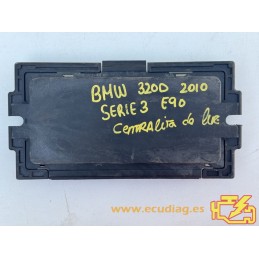 BMW 320D 2010
SERIE 3 E90
Centralita de luz
www.ecudiag.es